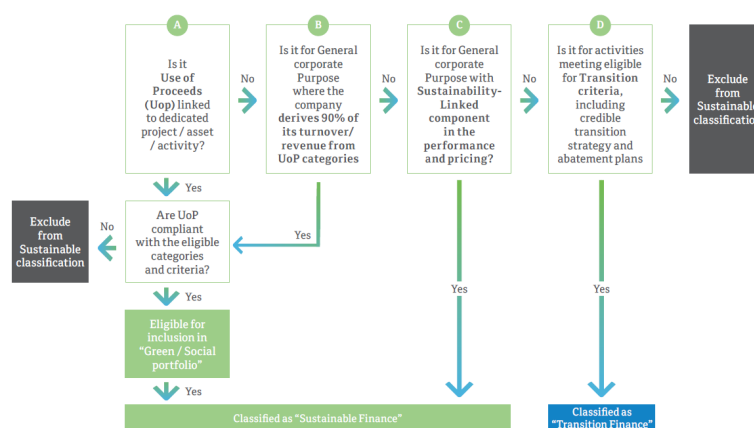 A
Is it
Use of
Proceeds
(Uop) linked
to dedicated
project / asset
/ activity?
No
B
Is it for General
corporate
Purpose
where the
company
derives 90% of
its turnover/
revenue from
UoP categories
No
C
Is it for General
corporate
Purpose with
Sustainability-
Linked
component
in the
performance
and pricing?
No
D
Is it for activities
meeting eligible
for Transition
criteria,
including
credible
transition
strategy and
abatement plans
No
Exclude
from
Sustainable
classification
Yes
Exclude
from
Sustainable
classification
No
Are UoP
compliant
with the eligible
categories
and criteria?
Yes
Yes
Eligible for
inclusion in
“Green / Social
portfolio”
Yes
Yes
Yes
Classified as “Sustainable Finance”
Classified as
“Transition Finance”